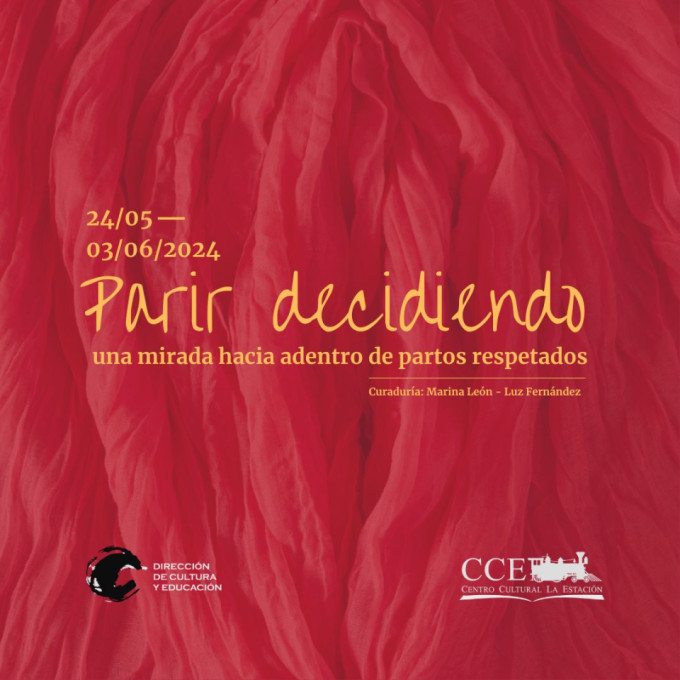 24/05 —
03/06/2024
Parir decidiendo
una mirada hacia adentro de partos respetados
Curaduría: Marina León - Luz Fernández
DIRECCIÓN
DE CULTURA
Y EDUCACIÓN
CCE
CENTRO CULTURAL LA ESTACIÓN